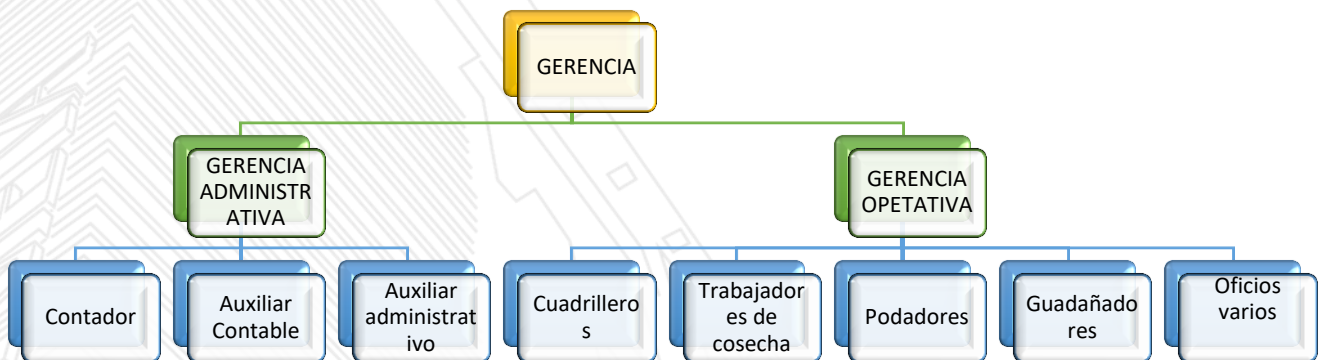 GERENCIA
GERENCIA
ADMINISTR
ATIVA
GERENCIA
OPETATIVA
Contador
Auxiliar
Contable
Auxiliar
administrat
ivo
Cuadrillero
s
Trabajador
es de
cosecha
Podadores
Guadañado
res
Oficios
varios